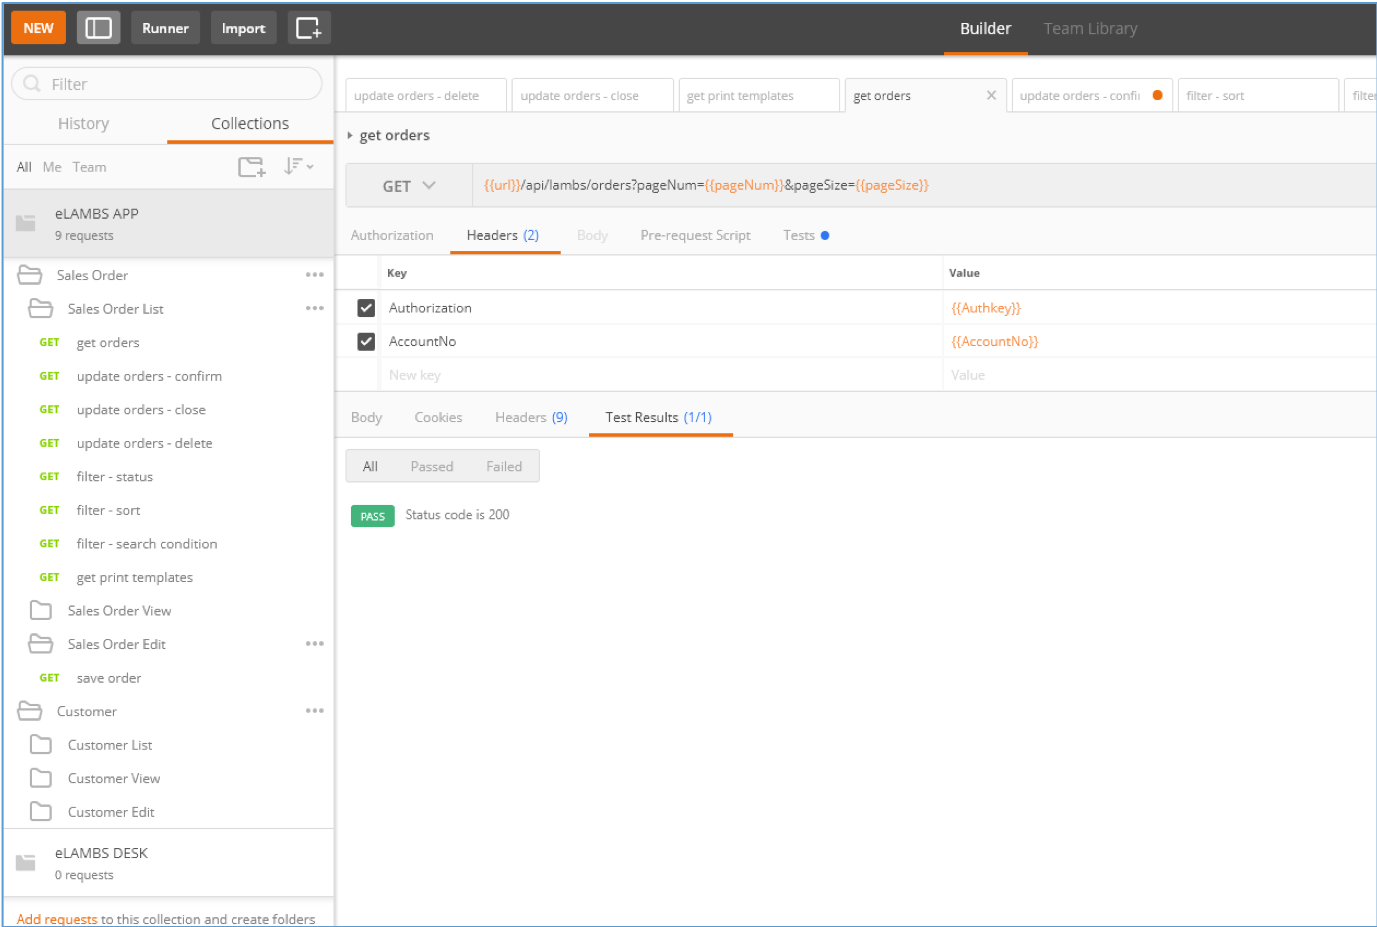 NEW Runner Import Builder Team Library
Filter
History Collections
All Me Team
eLAMBS APP
9 requests
Sales Order
Sales Order List
GET get orders
GET update orders - confirm
GET update orders - close
GET update orders - delete
GET filter - status
GET filter - sort
GET filter - search condition
GET get print templates
Sales Order View
Sales Order Edit
GET save order
Customer
Customer List
Customer View
Customer Edit
eLAMBS DESK
0 requests
Add requests to this collection and create folders
update orders - delete update orders - close get print templates get orders update orders - confi filter - sort filter
get orders
GET {{url}}/api/lambs/orders?pageNum={{pageNum}}&pageSize={{pageSize}}
Authorization Headers (2) Body Pre-request Script Tests
Key Value
Authorization {{Authkey}}
AccountNo {{AccountNo}}
New key Value
Body Cookies Headers (9) Test Results (1/1)
All Passed Failed
PASS Status code is 200